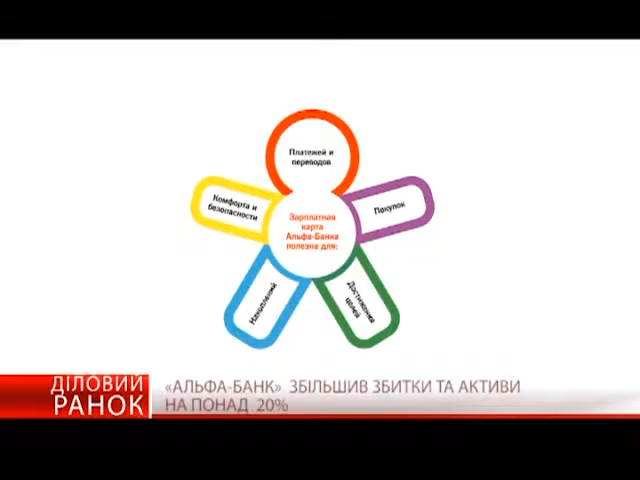 Платежей и
переводов
Комфорта и
безопасности
Покупок
Зарплатная
карта
Альфа-Банка
полезна для:
Накоплений
Достижения
целей
ДІЛОВИЙ
РАНОК
«АЛЬФА-БАНК» ЗБІЛЬШИВ ЗБИТКИ ТА АКТИВИ
НА ПОНАД 20%